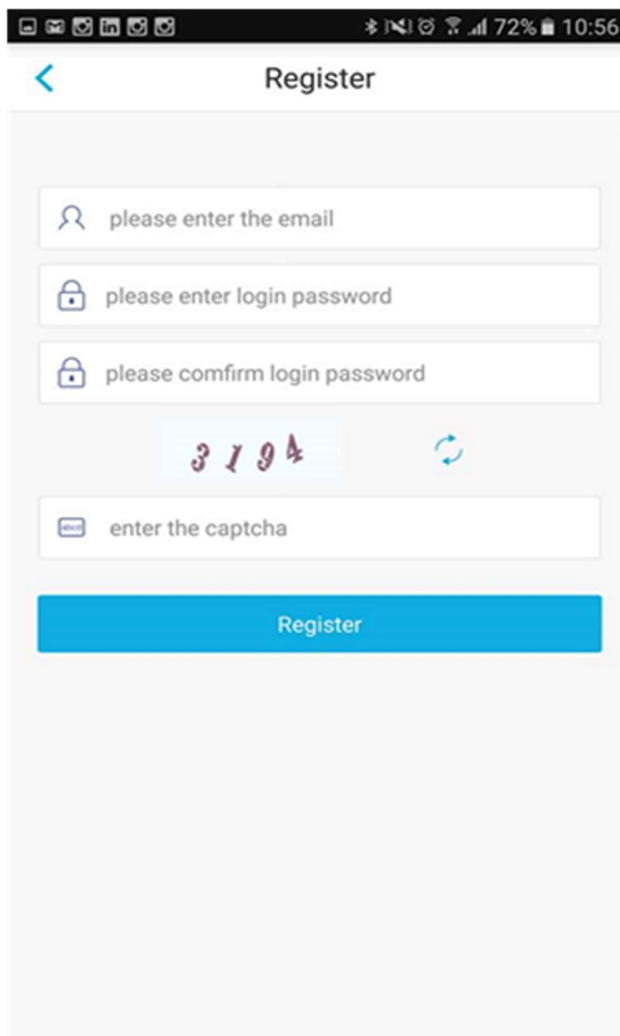 72% 10:56
Register
please enter the email
please enter login password
please comfirm login password
3194
enter the captcha
Register